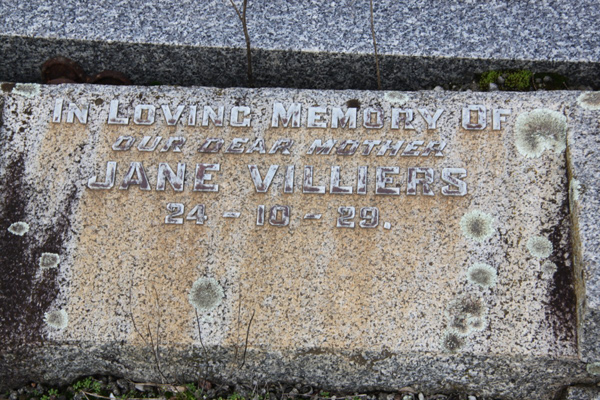 IN LOVING MEMORY OF
OUR DEAR MOTHER
JANE VILLIERS
24 - 10 - 29.